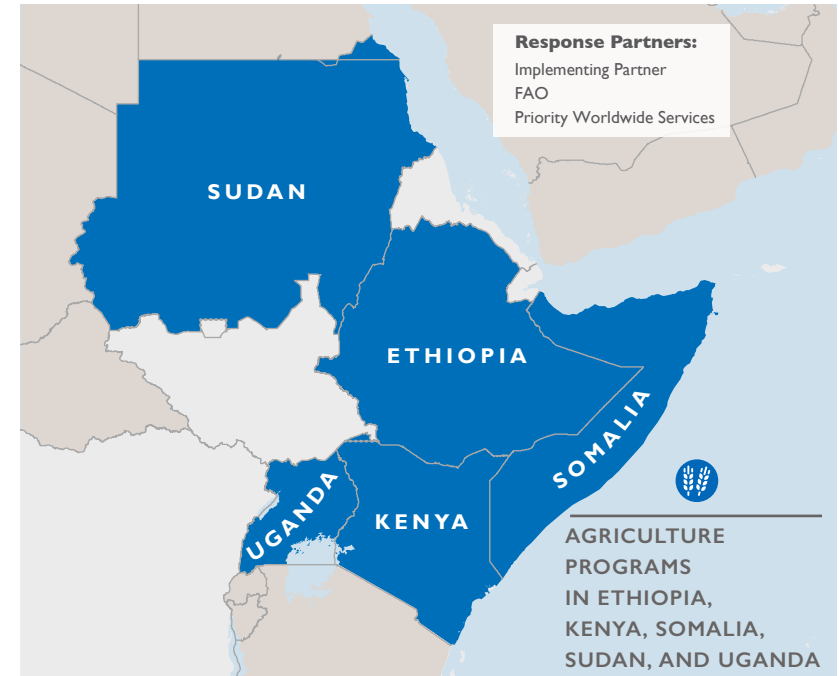 Response Partners:
Implementing Partner
FAO
Priority Worldwide Services
SUDAN
ETHIOPIA
SOMALIA
UGANDA
KENYA
AGRICULTURE
PROGRAMS
IN ETHIOPIA,
KENYA, SOMALIA,
SUDAN, AND UGANDA